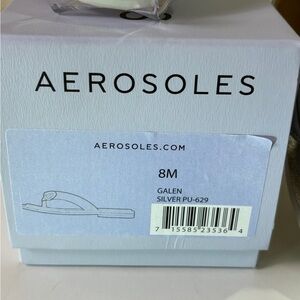 AEROSOLES
AEROSOLES.COM
8M
GALEN
SILVER PU-629
7 15585 23536 4